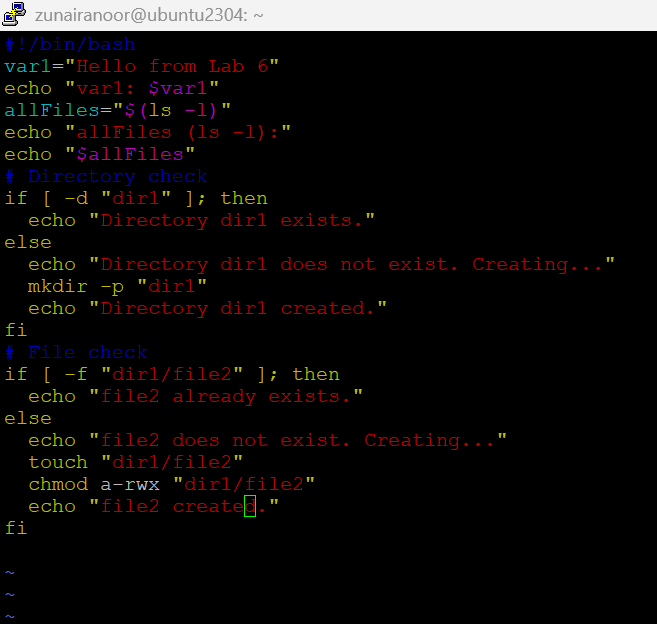 zunairanoor@ubuntu2304: ~
#!/bin/bash
var1="Hello from Lab 6"
echo "var1: $var1"
allFiles="$(ls -l)"
echo "allFiles (ls -l):"
echo "$allFiles"
# Directory check
if [ -d "dir1" ]; then
  echo "Directory dir1 exists."
else
  echo "Directory dir1 does not exist. Creating..."
  mkdir -p "dir1"
  echo "Directory dir1 created."
fi
# File check
if [ -f "dir1/file2" ]; then
  echo "file2 already exists."
else
  echo "file2 does not exist. Creating..."
  touch "dir1/file2"
  chmod a-rwx "dir1/file2"
  echo "file2 created."
fi
~
~
~